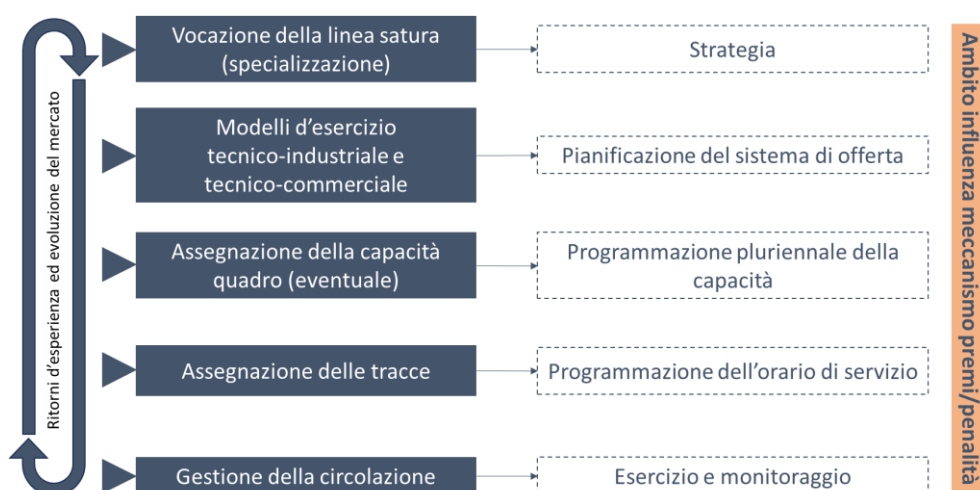 Vocazione della linea satura
(specializzazione)
Strategia
Modelli d'esercizio
tecnico-industriale e
tecnico-commerciale
Pianificazione del sistema di offerta
Assegnazione della capacità
quadro (eventuale)
Programmazione pluriennale della
capacità
Assegnazione delle tracce
Programmazione dell'orario di servizio
Gestione della circolazione
Esercizio e monitoraggio
Ritorni d'esperienza ed evoluzione del mercato
Ambito influenza meccanismo premi/penalità